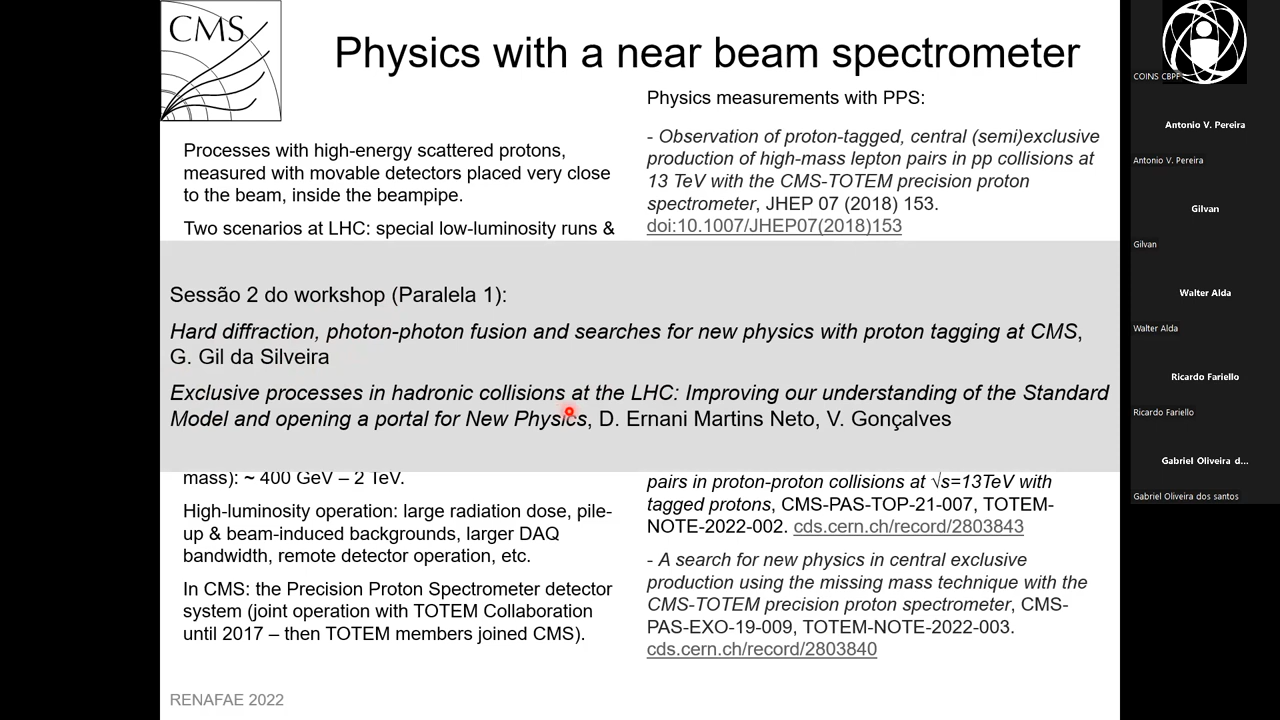 CMS
Physics with a near beam spectrometer
Processes with high-energy scattered protons,
measured with movable detectors placed very close
to the beam, inside the beampipe.
Two scenarios at LHC: special low-luminosity runs &
Physics measurements with PPS:
- Observation of proton-tagged, central (semi)exclusive
production of high-mass lepton pairs in pp collisions at
13 TeV with the CMS-TOTEM precision proton
spectrometer, JHEP 07 (2018) 153.
doi:10.1007/JHEP07(2018)153
Sessão 2 do workshop (Paralela 1):
Hard diffraction, photon-photon fusion and searches for new physics with proton tagging at CMS,
G. Gil da Silveira
Exclusive processes in hadronic collisions at the LHC: Improving our understanding of the Standard
Model and opening a portal for New Physics, D. Ernani Martins Neto, V. Gonçalves
mass): ~ 400 GeV – 2 TeV.
High-luminosity operation: large radiation dose, pile-
up & beam-induced backgrounds, larger DAQ
bandwidth, remote detector operation, etc.
In CMS: the Precision Proton Spectrometer detector
system (joint operation with TOTEM Collaboration
until 2017 – then TOTEM members joined CMS).
pairs in proton-proton collisions at √s=13TeV with
tagged protons, CMS-PAS-TOP-21-007, TOTEM-
NOTE-2022-002. cds.cern.ch/record/2803843
- A search for new physics in central exclusive
production using the missing mass technique with the
CMS-TOTEM precision proton spectrometer, CMS-
PAS-EXO-19-009, TOTEM-NOTE-2022-003.
cds.cern.ch/record/2803840
RENAFAE 2022
COINS CBPF
Antonio V. Pereira
Antonio V. Pereira
Gilvan
Gilvan
Walter Alda
Walter Alda
Ricardo Fariello
Ricardo Fariello
Gabriel Oliveira d...
Gabriel Oliveira dos santos